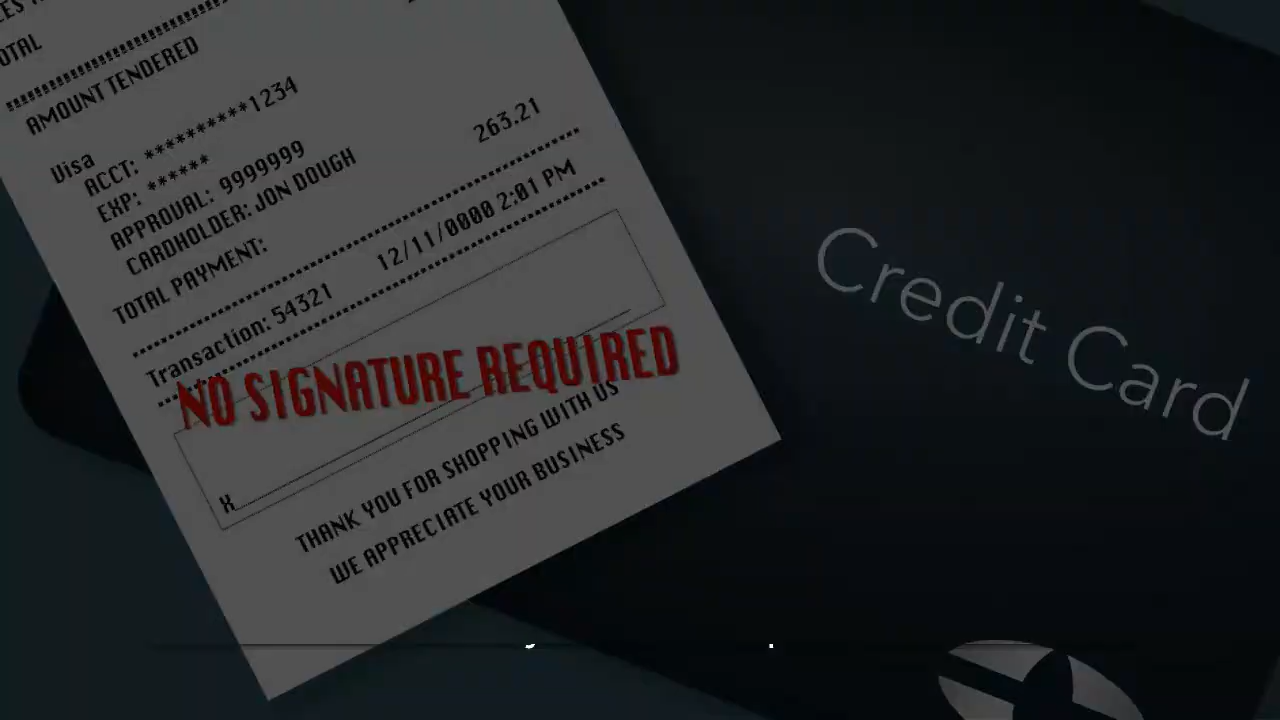 OTAL
AMOUNT TENDERED
Visa
ACCT: **********1234
EXP: ******
263.21
APPROVAL: 9999999
CARDHOLDER: JON DOUGH
TOTAL PAYMENT:
12/11/0000 2:01 PM
Transaction: 54321
NO SIGNATURE REQUIRED
X
THANK YOU FOR SHOPPING WITH US
WE APPRECIATE YOUR BUSINESS
Credit Card